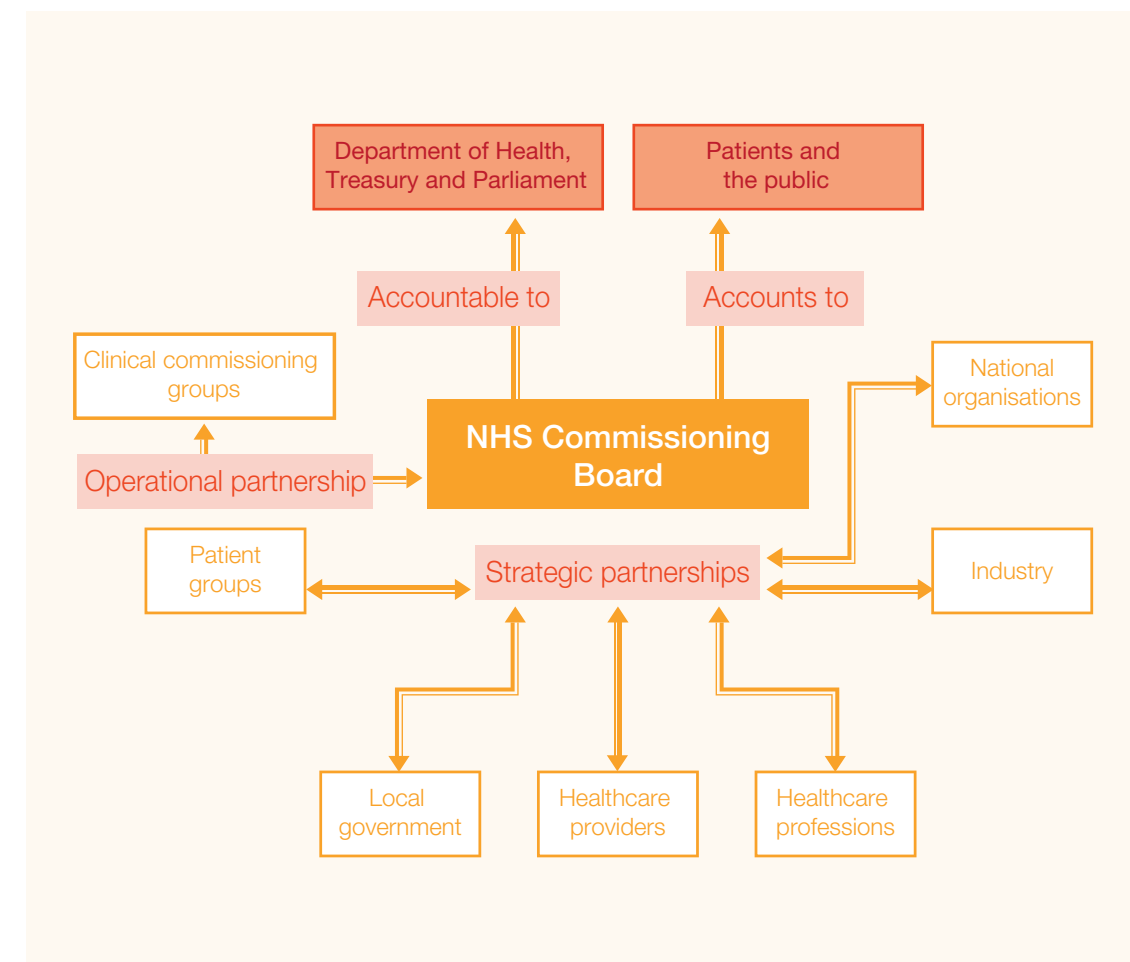 Department of Health,
Treasury and Parliament
Patients and
the public
Accountable to
Accounts to
Clinical commissioning
groups
National
organisations
NHS Commissioning
Board
Operational partnership
Patient
groups
Strategic partnerships
Industry
Local
government
Healthcare
providers
Healthcare
professions